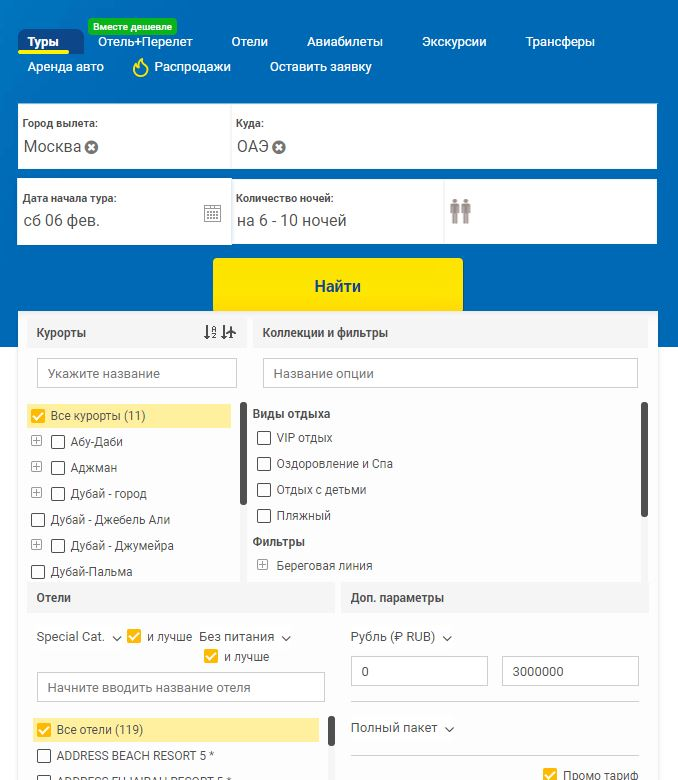 Вместе дешевле
Туры Отель+Перелет Отели Авиабилеты Экскурсии Трансферы
Аренда авто Распродажи Оставить заявку
Город вылета: Куда:
Москва ОАЭ
Дата начала тура: Количество ночей:
сб 06 фев. на 6 - 10 ночей
Найти
Курорты Коллекции и фильтры
Укажите название Название опции
Все курорты (11) Виды отдыха
Абу-Даби VIP отдых
Аджман Оздоровление и Спа
Дубай - город Отдых с детьми
Дубай - Джебель Али Пляжный
Дубай - Джумейра Фильтры
Дубай-Пальма Береговая линия
Отели Доп. параметры
Special Cat. и лучше Без питания Рубль (₽ RUB)
и лучше
0 3000000
Начните вводить название отеля
Все отели (119) Полный пакет
ADDRESS BEACH RESORT 5 *
Промо тариф